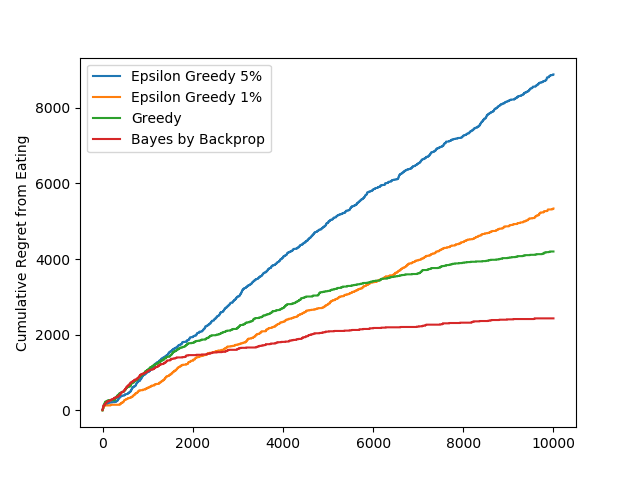 Epsilon Greedy 5%
Epsilon Greedy 1%
Greedy
Bayes by Backprop
Cumulative Regret from Eating
8000
6000
4000
2000
0
0 2000 4000 6000 8000 10000